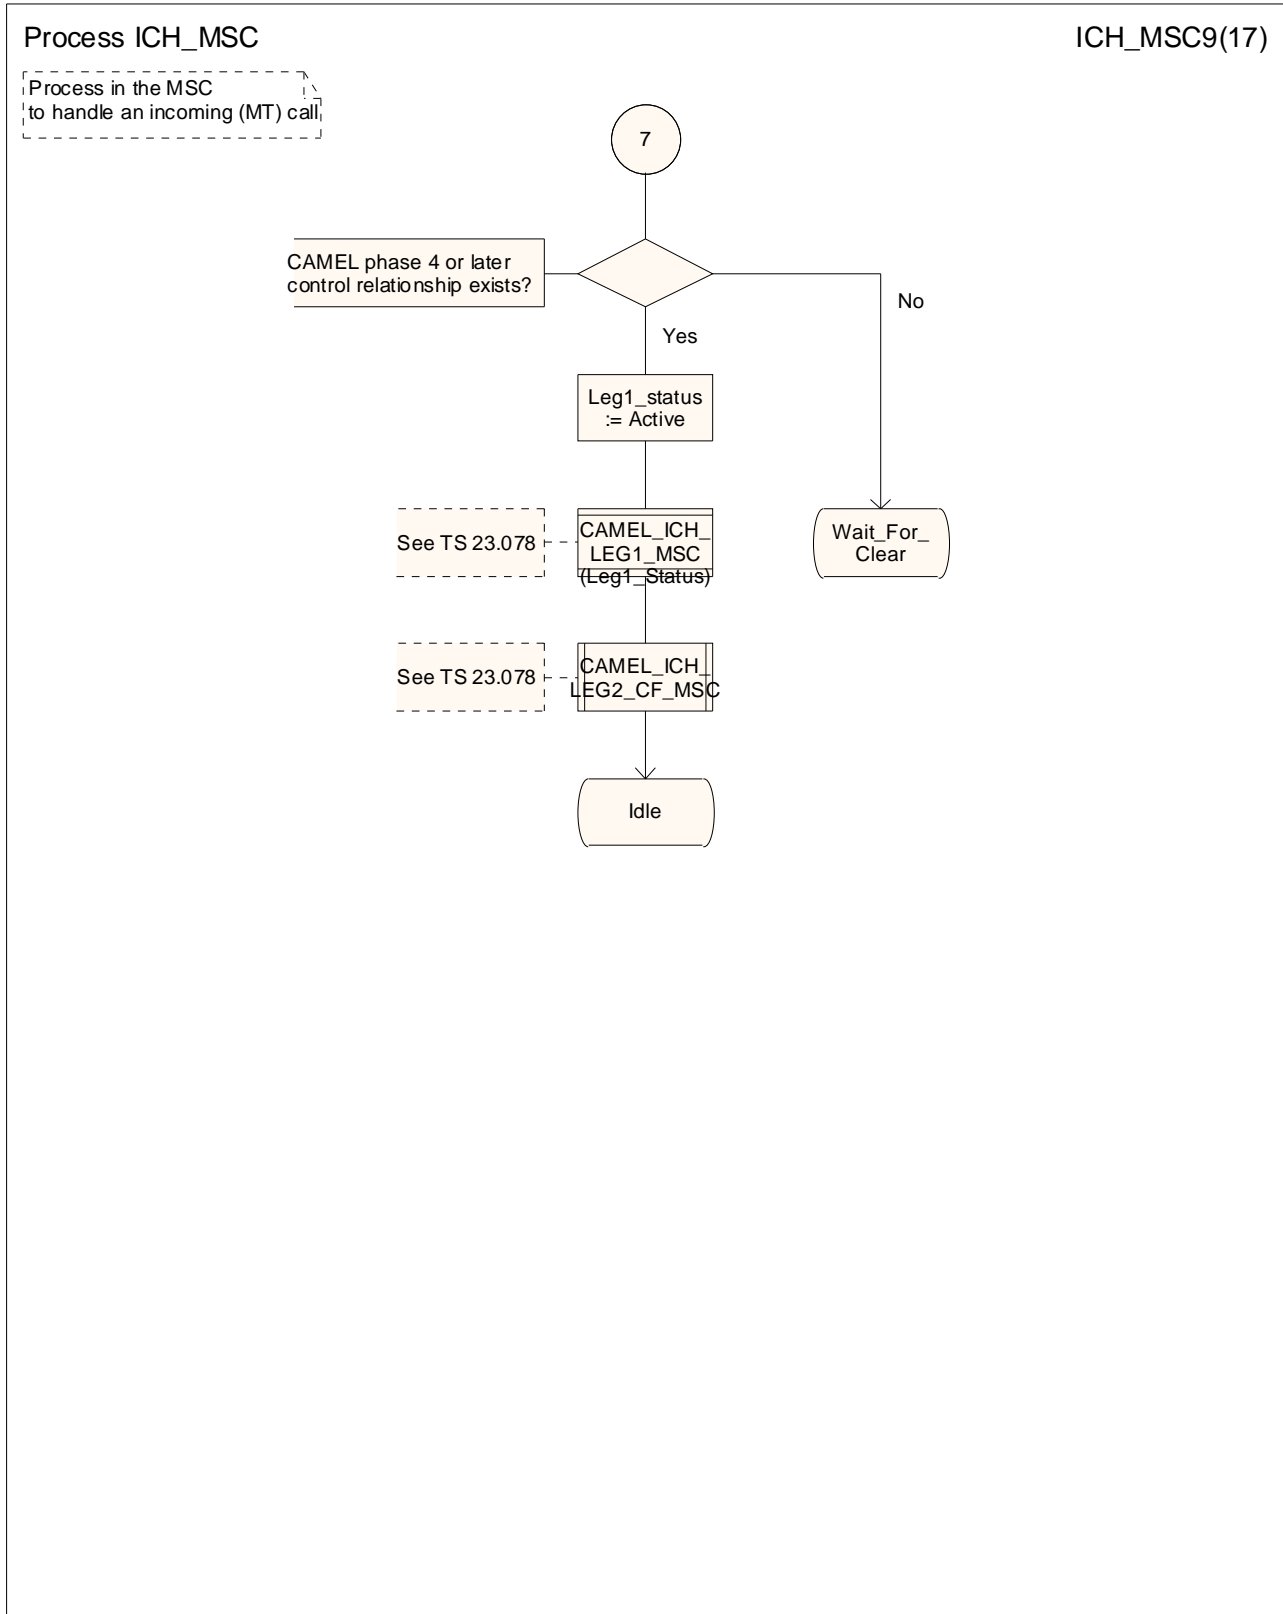 Process ICH_MSC
ICH_MSC9(17)
Process in the MSC
to handle an incoming (MT) call
7
CAMEL phase 4 or later
control relationship exists?
No
Yes
Leg1_status
:= Active
See TS 23.078
CAMEL_ICH_
LEG1_MSC
(Leg1_Status)
Wait_For_
Clear
See TS 23.078
CAMEL_ICH_
LEG2_CF_MSC
Idle